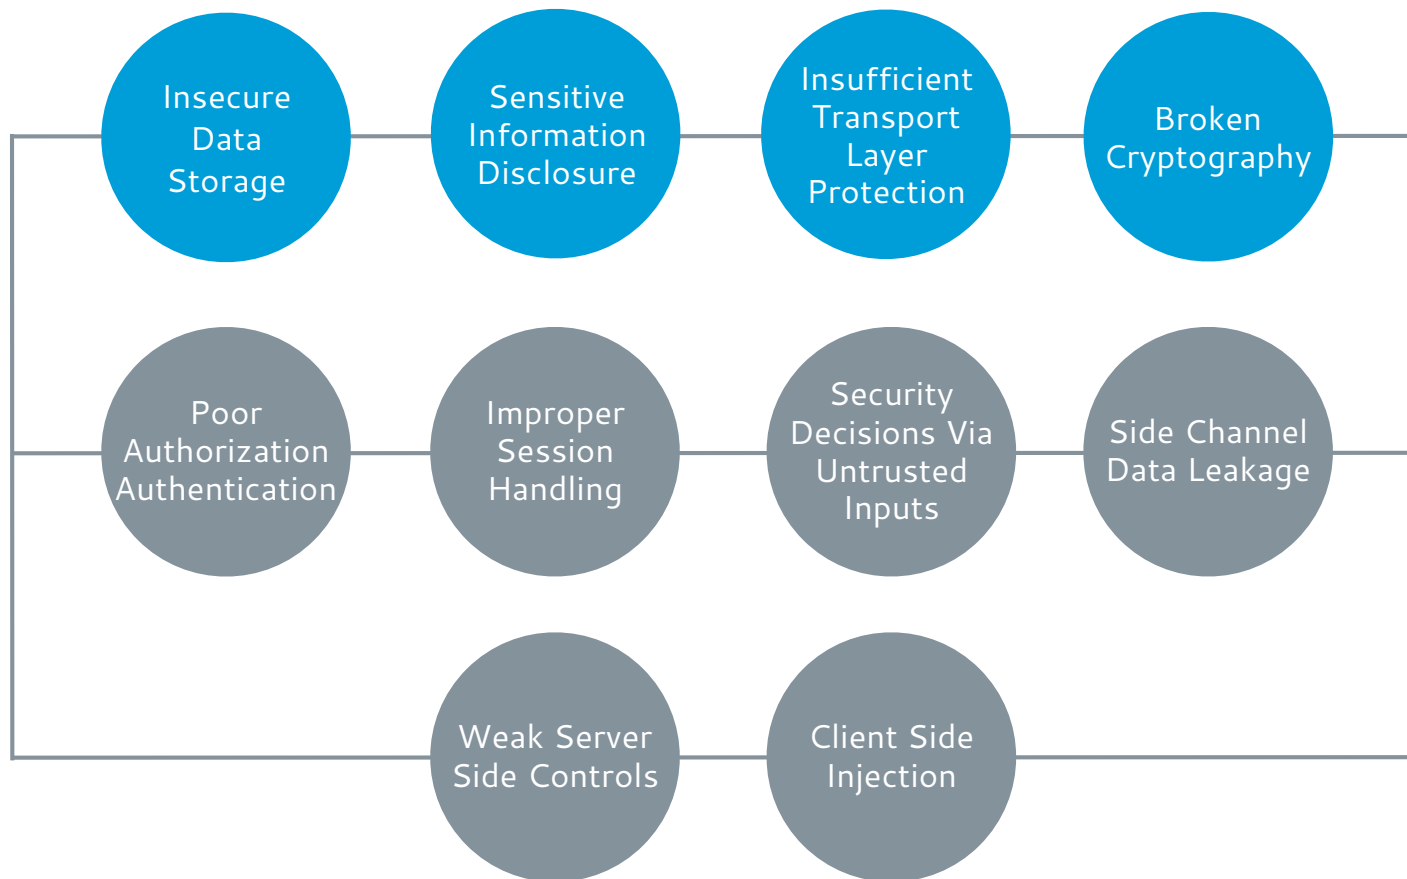 Insecure
Data
Storage
Sensitive
Information
Disclosure
Insufficient
Transport
Layer
Protection
Broken
Cryptography
Poor
Authorization
Authentication
Improper
Session
Handling
Security
Decisions Via
Untrusted
Inputs
Side Channel
Data Leakage
Weak Server
Side Controls
Client Side
Injection